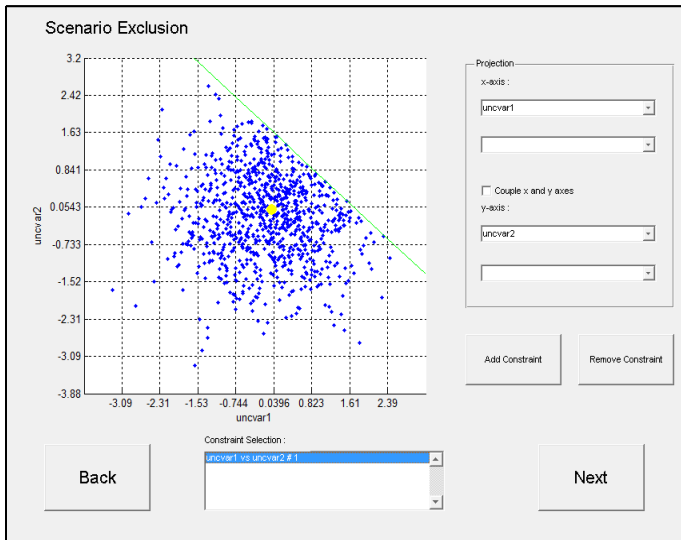 Scenario Exclusion
3.2
2.42
1.63
0.841
0.0543
-0.733
-1.52
-2.31
-3.09
-3.88
uncvar2
-3.09 -2.31 -1.53 -0.744 0.0396 0.823 1.61 2.39
uncvar1
Projection
x-axis :
uncvar1
Couple x and y axes
y-axis :
uncvar2
Add Constraint Remove Constraint
Constraint Selection :
uncvar1 vs uncvar2 # 1
Back
Next